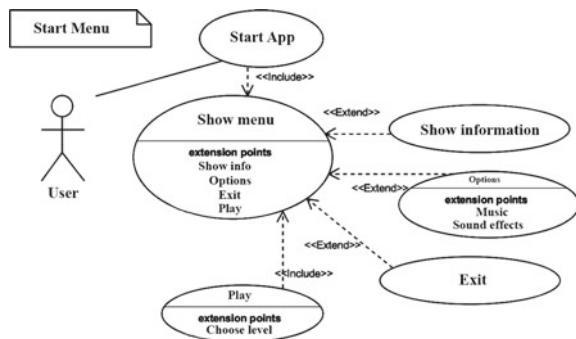 Start Menu
Start App
<<Include>>
Show menu
extension points
Show info
Options
Exit
Play
<<Extend>>
Show information
Options
<<Extend>>
extension points
Music
Sound effects
User
<<Extend>>
Exit
<<Include>>
Play
extension points
Choose level